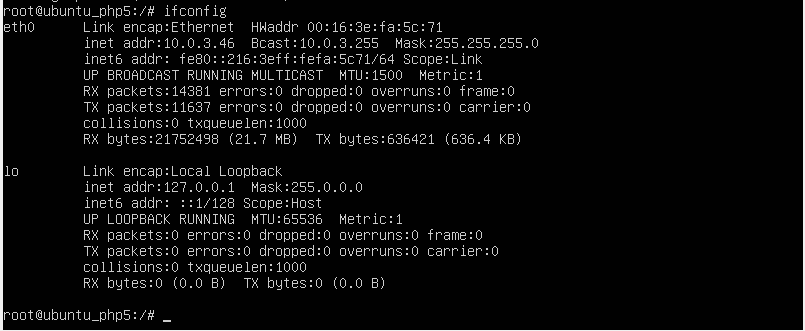 root@ubuntu_php5:/# ifconfig
eth0      Link encap:Ethernet  HWaddr 00:16:3e:fa:5c:71
          inet addr:10.0.3.46  Bcast:10.0.3.255  Mask:255.255.255.0
          inet6 addr: fe80::216:3eff:fefa:5c71/64 Scope:Link
          UP BROADCAST RUNNING MULTICAST  MTU:1500  Metric:1
          RX packets:14381 errors:0 dropped:0 overruns:0 frame:0
          TX packets:11637 errors:0 dropped:0 overruns:0 carrier:0
          collisions:0 txqueuelen:1000
          RX bytes:21752498 (21.7 MB)  TX bytes:636421 (636.4 KB)

lo        Link encap:Local Loopback
          inet addr:127.0.0.1  Mask:255.0.0.0
          inet6 addr: ::1/128 Scope:Host
          UP LOOPBACK RUNNING  MTU:65536  Metric:1
          RX packets:0 errors:0 dropped:0 overruns:0 frame:0
          TX packets:0 errors:0 dropped:0 overruns:0 carrier:0
          collisions:0 txqueuelen:1000
          RX bytes:0 (0.0 B)  TX bytes:0 (0.0 B)

root@ubuntu_php5:/# _